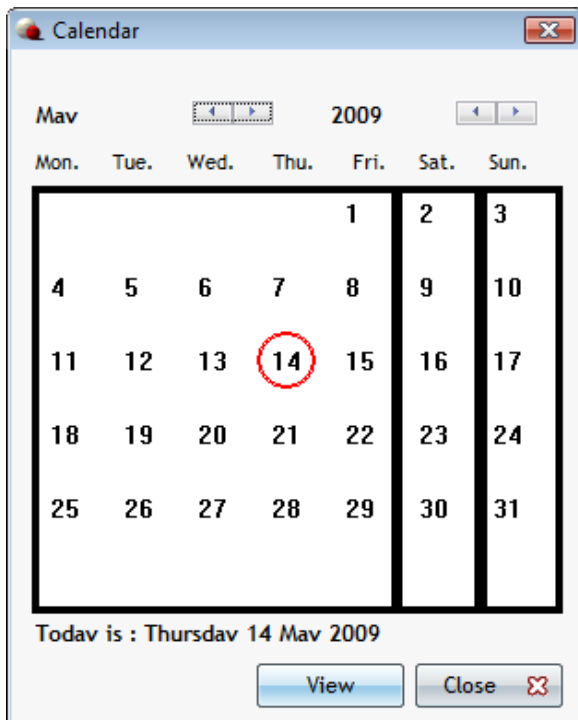 Calendar
Mav 2009
Mon. Tue. Wed. Thu. Fri. Sat. Sun.
1 2 3
4 5 6 7 8 9 10
11 12 13 14 15 16 17
18 19 20 21 22 23 24
25 26 27 28 29 30 31
Todav is : Thursdav 14 Mav 2009
View Close